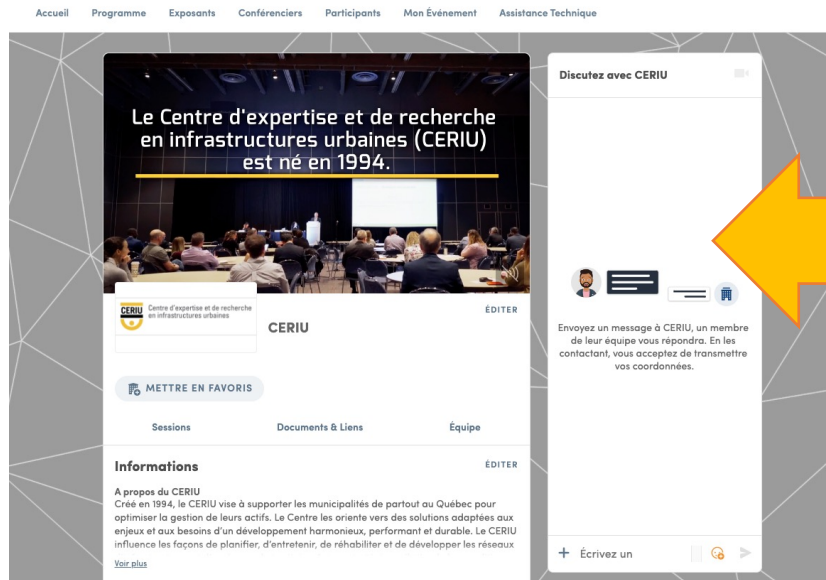 Accueil Programme Exposants Conférenciers Participants Mon Événement Assistance Technique
Le Centre d'expertise et de recherche
en infrastructures urbaines (CERIU)
est né en 1994.
CERIU Centre d'expertise et de recherche
en infrastructures urbaines
CERIU
ÉDITER
METTRE EN FAVORIS
Sessions Documents & Liens Équipe
Informations ÉDITER
A propos du CERIU
Créé en 1994, le CERIU vise à supporter les municipalités de partout au Québec pour
optimiser la gestion de leurs actifs. Le Centre les oriente vers des solutions adaptées aux
enjeux et aux besoins d'un développement harmonieux, performant et durable. Le CERIU
influence les façons de planifier, d'entretenir, de réhabiliter et de développer les réseaux
Voir plus
Discutez avec CERIU
Envoyez un message à CERIU, un membre
de leur équipe vous répondra. En les
contactant, vous acceptez de transmettre
vos coordonnées.
+ Écrivez un